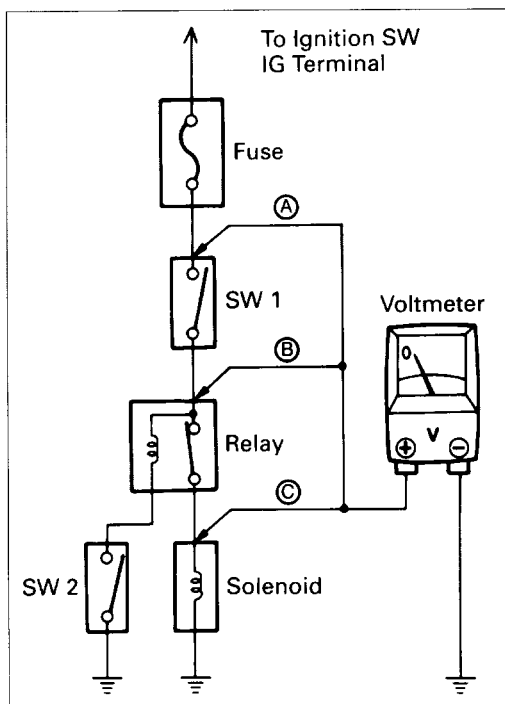 To Ignition SW
IG Terminal
Fuse
A
SW 1
Voltmeter
0
B
V
Relay
+ −
C
SW 2
Solenoid